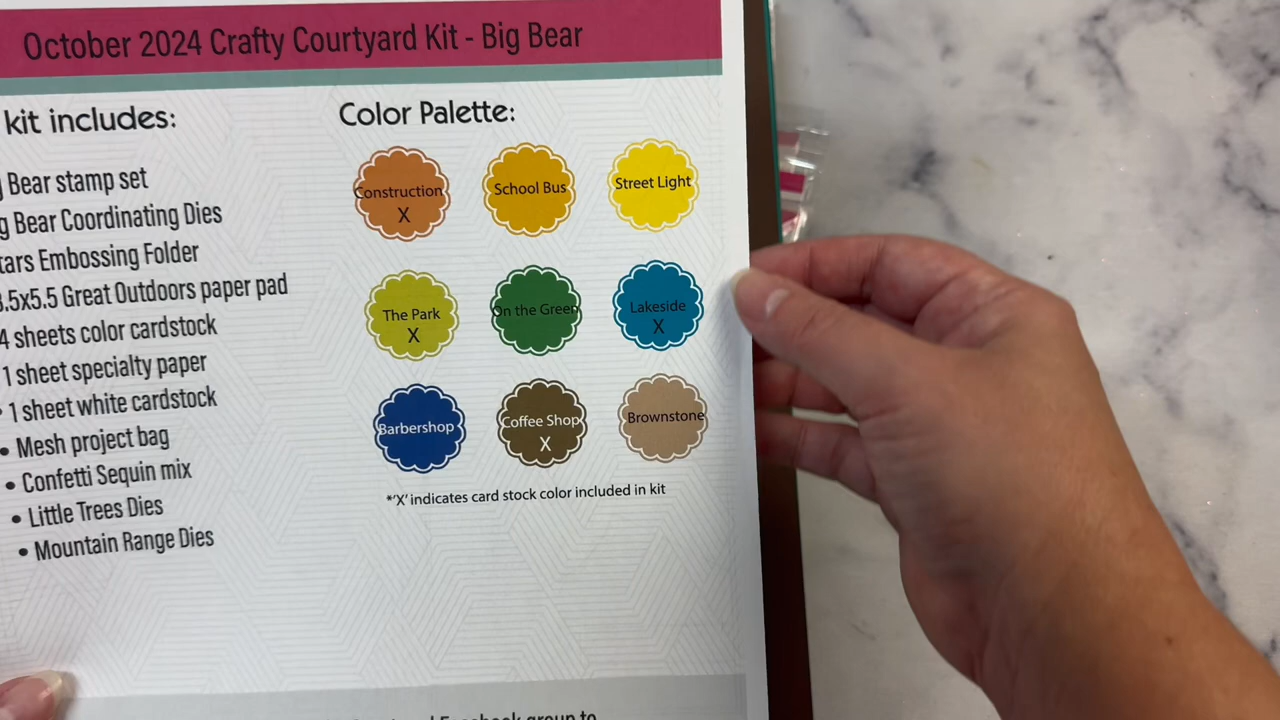 October 2024 Crafty Courtyard Kit - Big Bear
kit includes:
Bear stamp set
Bear Coordinating Dies
Embossing Folder
5x5.5 Great Outdoors paper pad
4 sheets color cardstock
1 sheet specialty paper
• 1 sheet white cardstock
• Mesh project bag
• Confetti Sequin mix
• Little Trees Dies
• Mountain Range Dies
Color Palette:
Construction
X
School Bus
Street Light
The Park
X
On the Green
Lakeside
X
Barbershop
Coffee Shop
X
Brownstone
*'X' indicates card stock color included in kit
Facebook group to